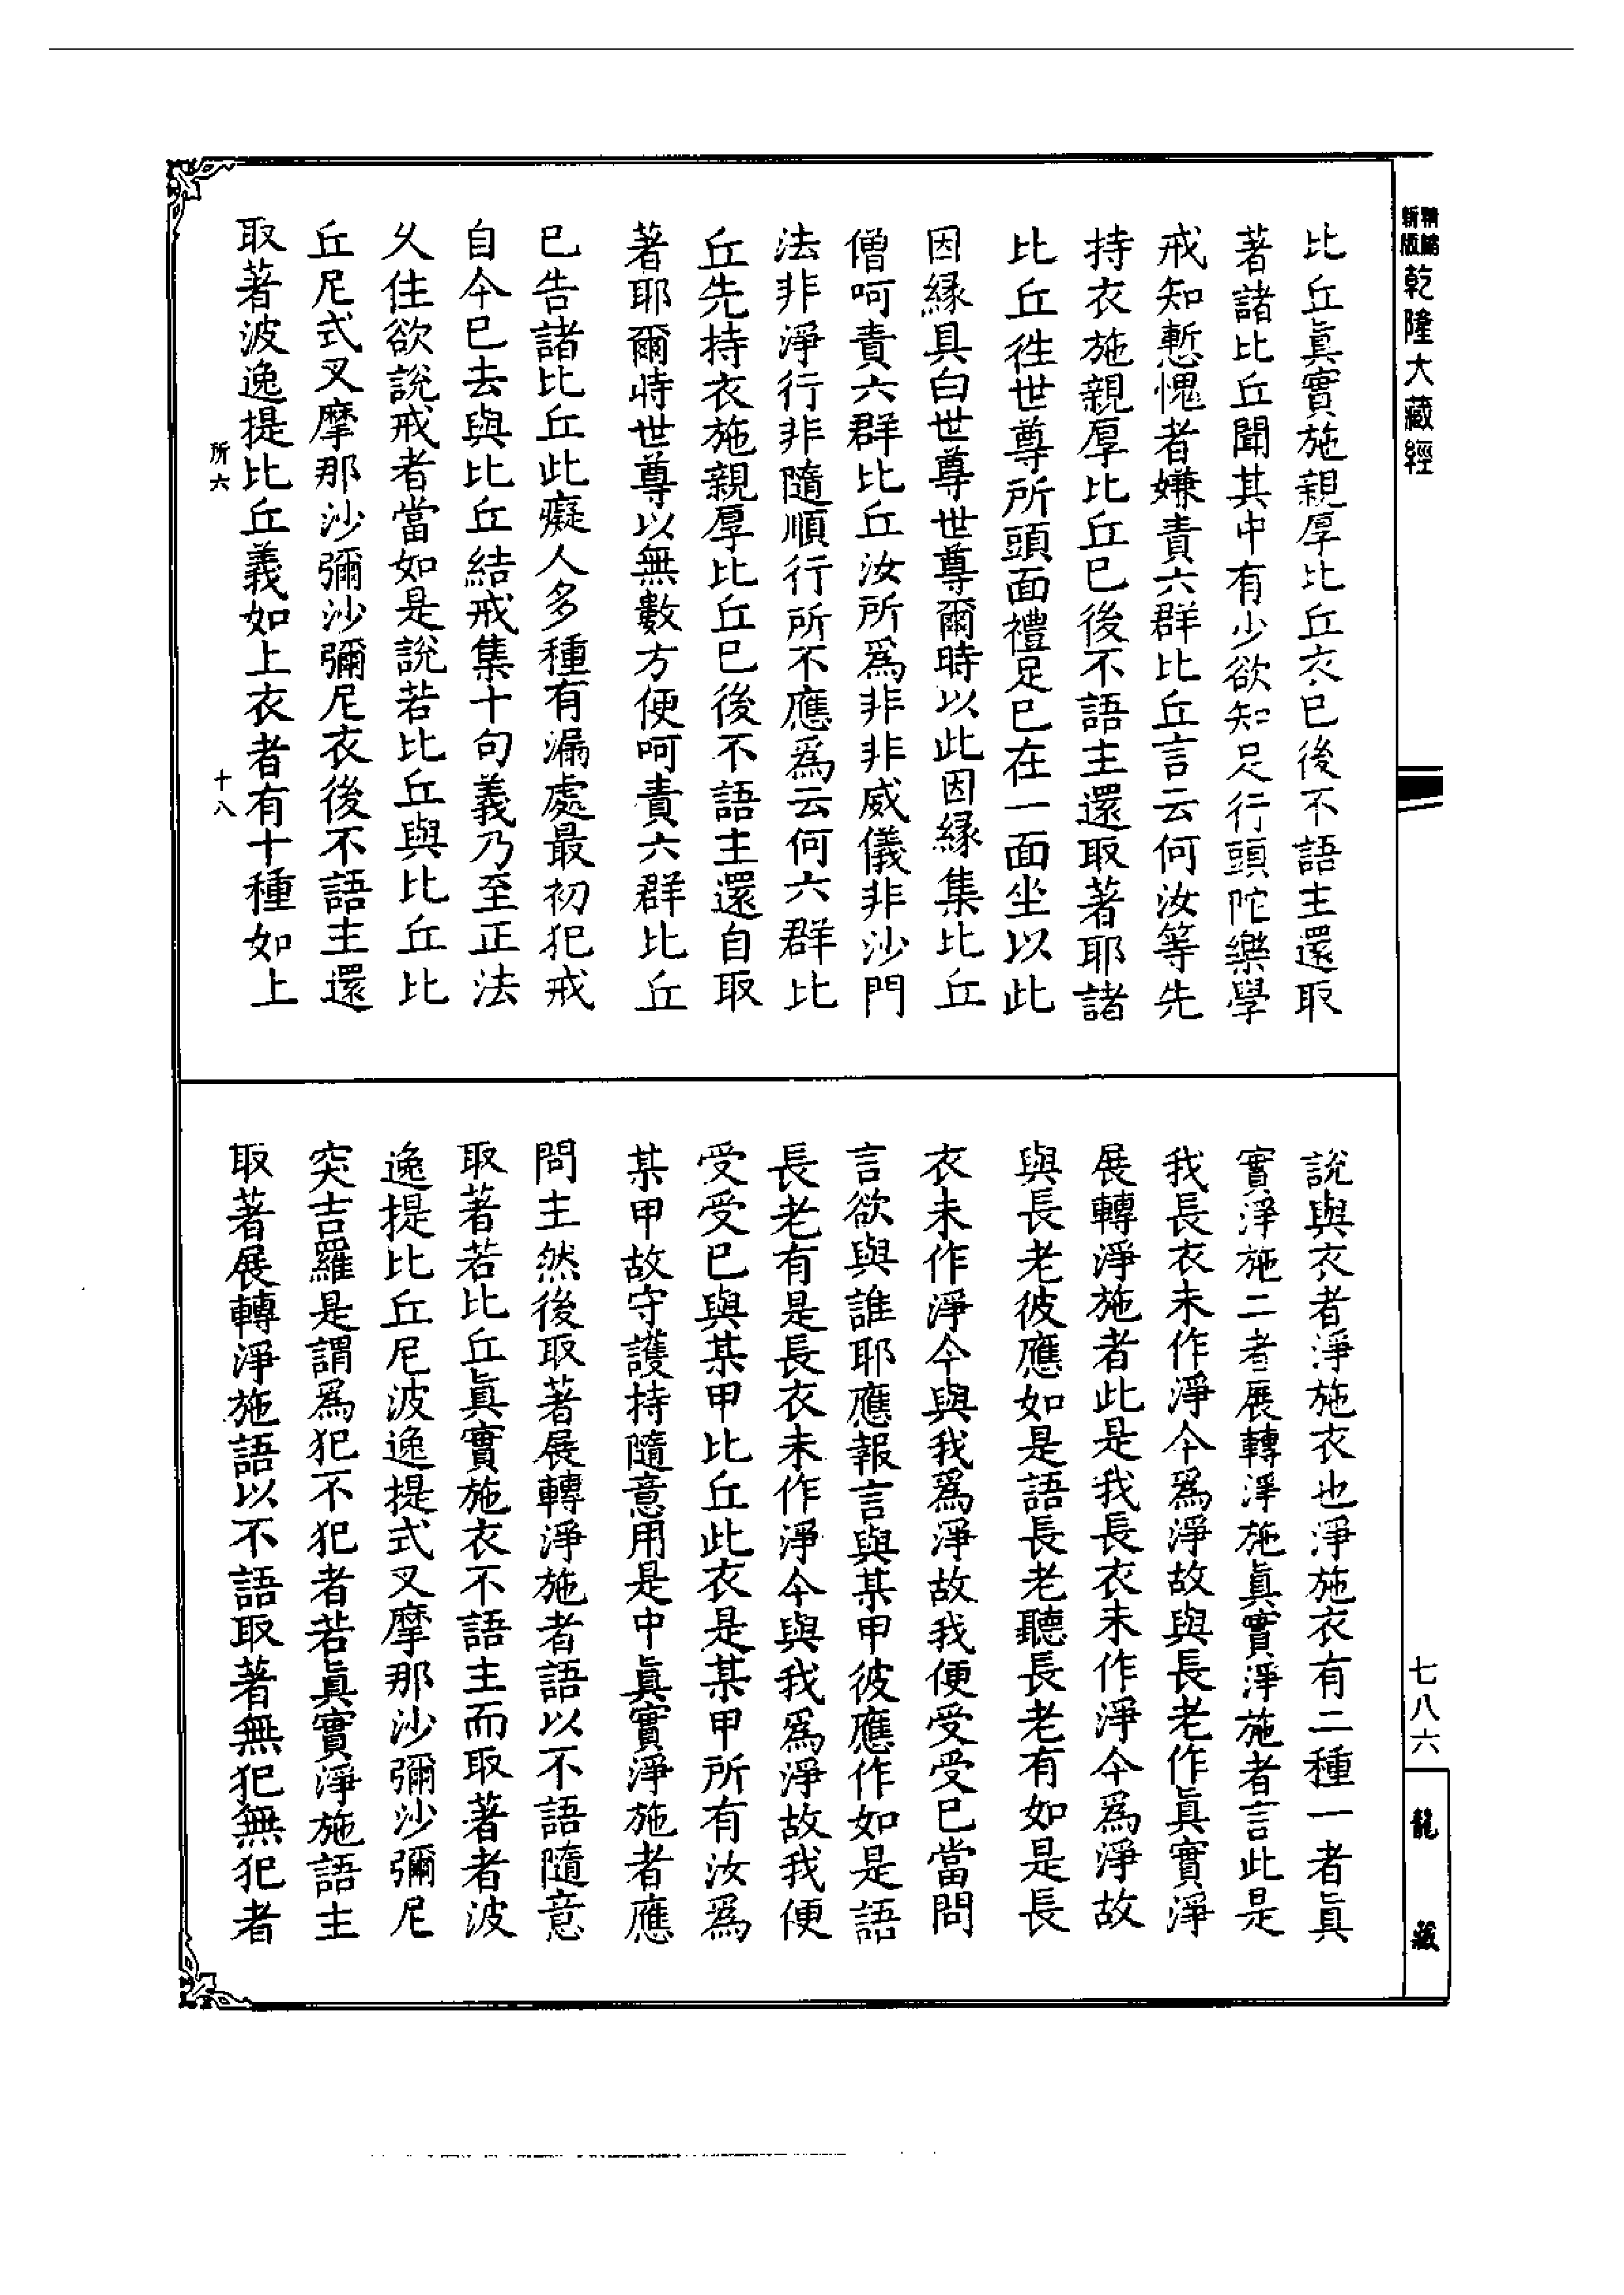 精編新版
乾隆大藏經
比丘眞實施親厚比丘衣巳後不語主還取
著諸比丘聞其中有少欲知足行頭陀樂學
戒知慙愧者嫌責六群比丘言云何汝等先
持衣施親厚比丘巳後不語主還取著耶諸
比丘徃世尊所頭面禮足巳在一面坐以此
因緣具白世尊世尊爾時以此因緣集比丘
僧呵責六群比丘汝所爲非非威儀非沙門
法非淨行非隨順行所不應爲云何六群比
丘先持衣施親厚比丘巳後不語主還自取
著耶爾時世尊以無數方便呵責六群比丘
巳告諸比丘此癡人多種有漏處最初犯戒
自今巳去與比丘結戒集十句義乃至正法
久住欲說戒者當如是說若比丘與比丘比
丘尼式叉摩那沙彌沙彌尼衣後不語主還
取著波逸提比丘義如上衣者有十種如上
所六
十八
說與衣者淨施衣也淨施衣有二種一者眞
實淨施二者展轉淨施眞實淨施者言此是
我長衣未作淨今爲淨故與長老作眞實淨
展轉淨施者此是我長衣未作淨今爲淨故
與長老彼應如是語長老聽長老有如是長
衣未作淨今與我爲淨故我便受受巳當問
言欲與誰耶應報言與某甲彼應作如是語
長老有是長衣未作淨今與我爲淨故我便
受受巳與某甲比丘此衣是某甲所有汝爲
某甲故守護持隨意用是中眞實淨施者應
問主然後取著展轉淨施者語以不語隨意
取著若比丘眞實施衣不語主而取著者波
逸提比丘尼波逸提式叉摩那沙彌沙彌尼
突吉羅是謂爲犯不犯者若眞實淨施語主
取著展轉淨施語以不語取著無犯無犯者
七八六
龍藏